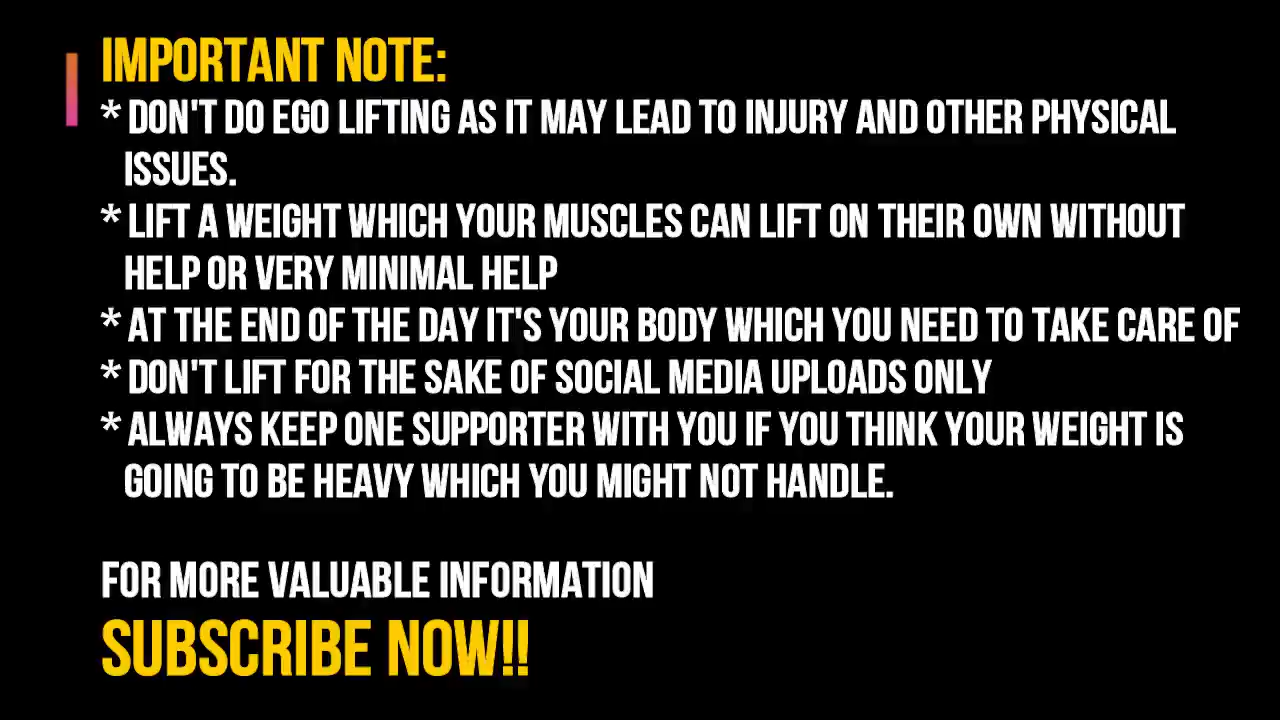 IMPORTANT NOTE:
* DON'T DO EGO LIFTING AS IT MAY LEAD TO INJURY AND OTHER PHYSICAL
ISSUES.
* LIFT A WEIGHT WHICH YOUR MUSCLES CAN LIFT ON THEIR OWN WITHOUT
HELP OR VERY MINIMAL HELP
* AT THE END OF THE DAY IT'S YOUR BODY WHICH YOU NEED TO TAKE CARE OF
* DON'T LIFT FOR THE SAKE OF SOCIAL MEDIA UPLOADS ONLY
* ALWAYS KEEP ONE SUPPORTER WITH YOU IF YOU THINK YOUR WEIGHT IS
GOING TO BE HEAVY WHICH YOU MIGHT NOT HANDLE.
FOR MORE VALUABLE INFORMATION
SUBSCRIBE NOW!!